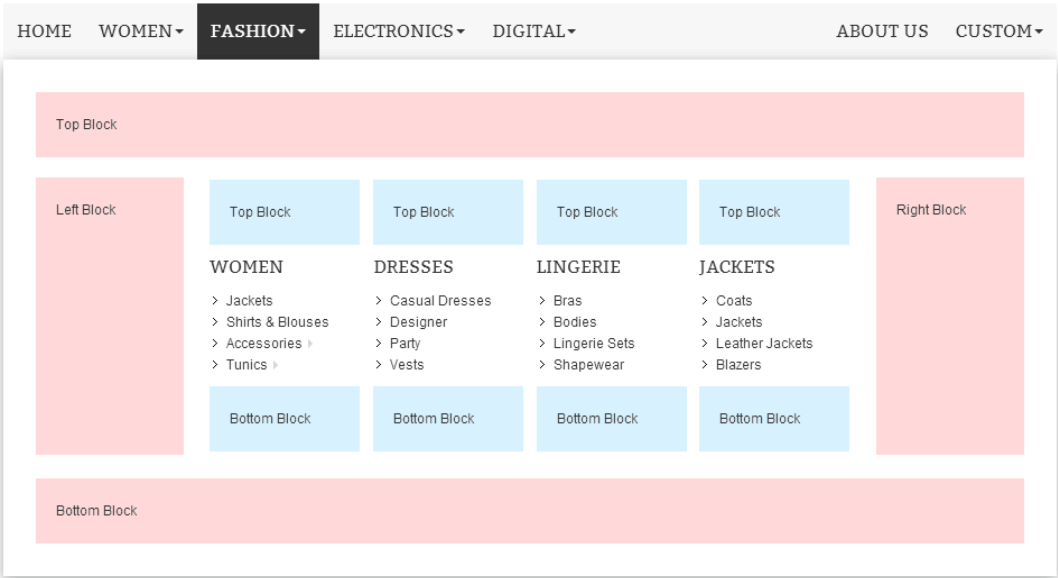 HOME WOMEN FASHION ELECTRONICS DIGITAL ABOUT US CUSTOM
Top Block
Left Block
Top Block Top Block Top Block Top Block
Right Block
WOMEN DRESSES LINGERIE JACKETS
Jackets Casual Dresses Bras Coats
Shirts & Blouses Designer Bodies Jackets
Accessories Party Lingerie Sets Leather Jackets
Tunics Vests Shapewear Blazers
Bottom Block Bottom Block Bottom Block Bottom Block
Bottom Block